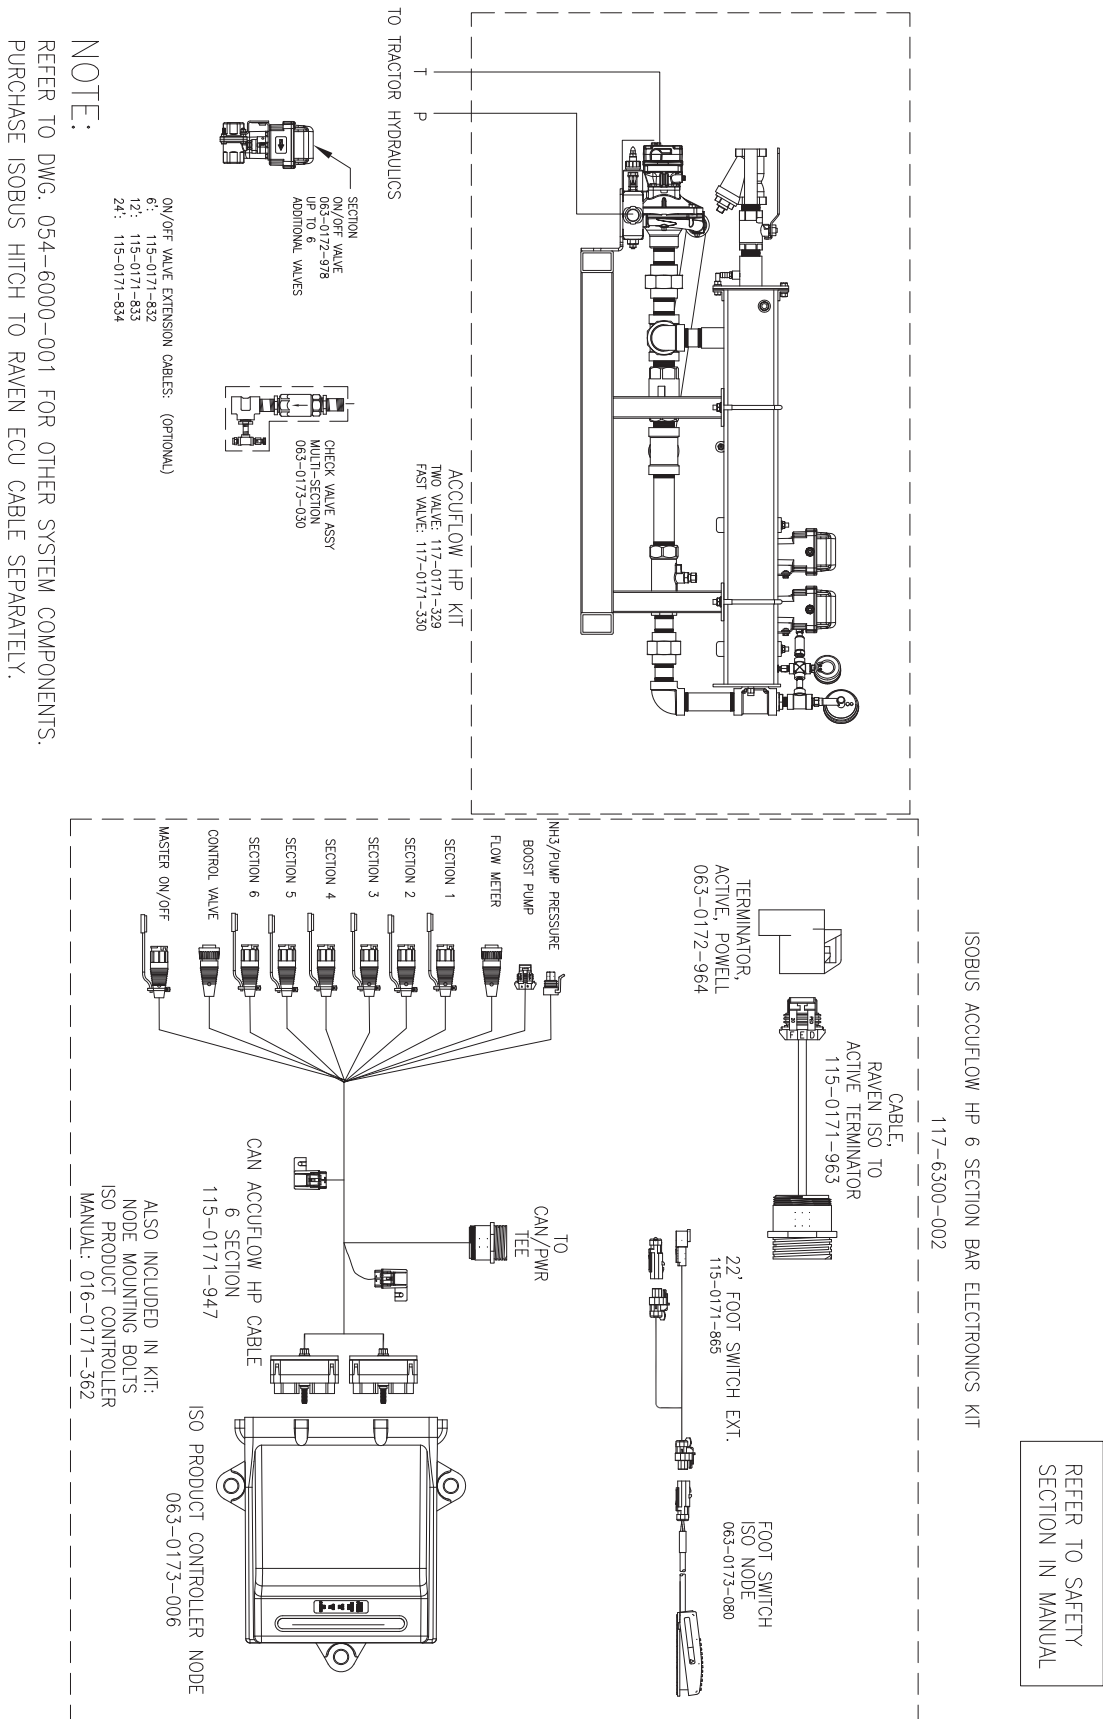 REFER TO SAFETY
SECTION IN MANUAL
ISOBUS ACCUFLOW HP 6 SECTION BAR ELECTRONICS KIT
117-6300-002
TO TRACTOR HYDRAULICS
T
P
ACCUFLOW HP KIT
TWO VALVE: 117-0171-329
FAST VALVE: 117-0171-330
SECTION
ON/OFF VALVE
063-0172-978
UP TO 6
ADDITIONAL VALVES
CHECK VALVE ASSY
MULTI-SECTION
063-0173-030
ON/OFF VALVE EXTENSION CABLES: (OPTIONAL)
6': 115-0171-832
12': 115-0171-833
24': 115-0171-834
NOTE:
REFER TO DWG. 054-6000-001 FOR OTHER SYSTEM COMPONENTS.
PURCHASE ISOBUS HITCH TO RAVEN ECU CABLE SEPARATELY.
TERMINATOR,
ACTIVE, POWELL
063-0172-964
CABLE,
RAVEN ISO TO
ACTIVE TERMINATOR
115-0171-963
F E D
22' FOOT SWITCH EXT.
115-0171-865
FOOT SWITCH
ISO NODE
063-0173-080
NH3/PUMP PRESSURE
BOOST PUMP
FLOW METER
SECTION 1
SECTION 2
SECTION 3
SECTION 4
SECTION 5
SECTION 6
CONTROL VALVE
MASTER ON/OFF
TO
CAN/PWR
TEE
CAN ACCUFLOW HP CABLE
6 SECTION
115-0171-947
ISO PRODUCT CONTROLLER NODE
063-0173-006
ALSO INCLUDED IN KIT:
NODE MOUNTING BOLTS
ISO PRODUCT CONTROLLER
MANUAL: 016-0171-362